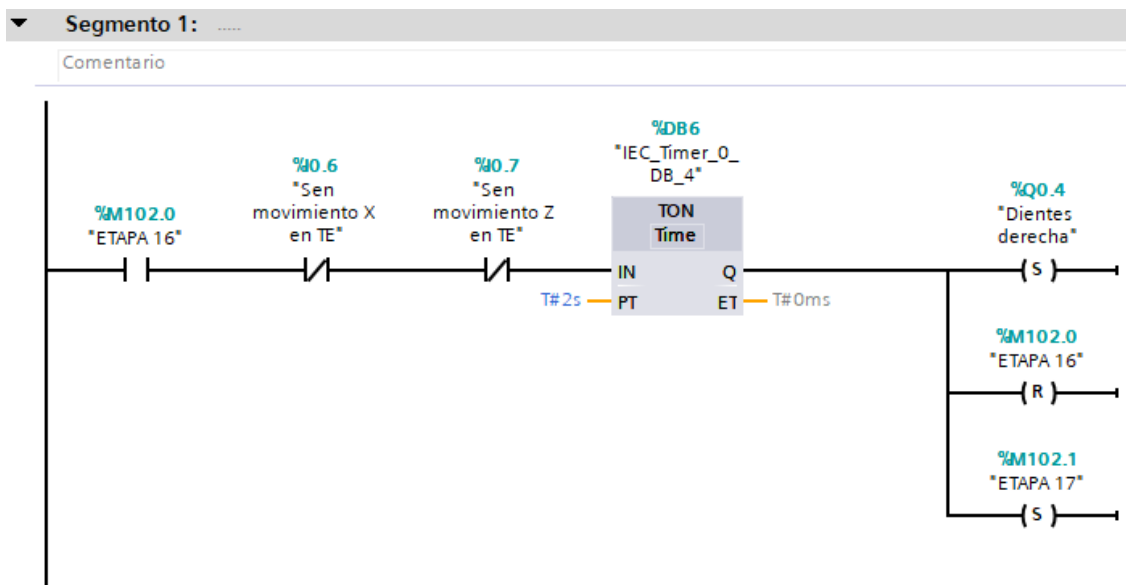 Segmento 1: .....
Comentario
%DB6
"IEC_Timer_0_
DB_4"
%I0.6
"Sen
movimiento X
en TE"
%I0.7
"Sen
movimiento Z
en TE"
%Q0.4
"Dientes
derecha"
%M102.0
"ETAPA 16"
TON
Time
IN Q
( S )
T#2s PT ET T#0ms
%M102.0
"ETAPA 16"
( R )
%M102.1
"ETAPA 17"
( S )